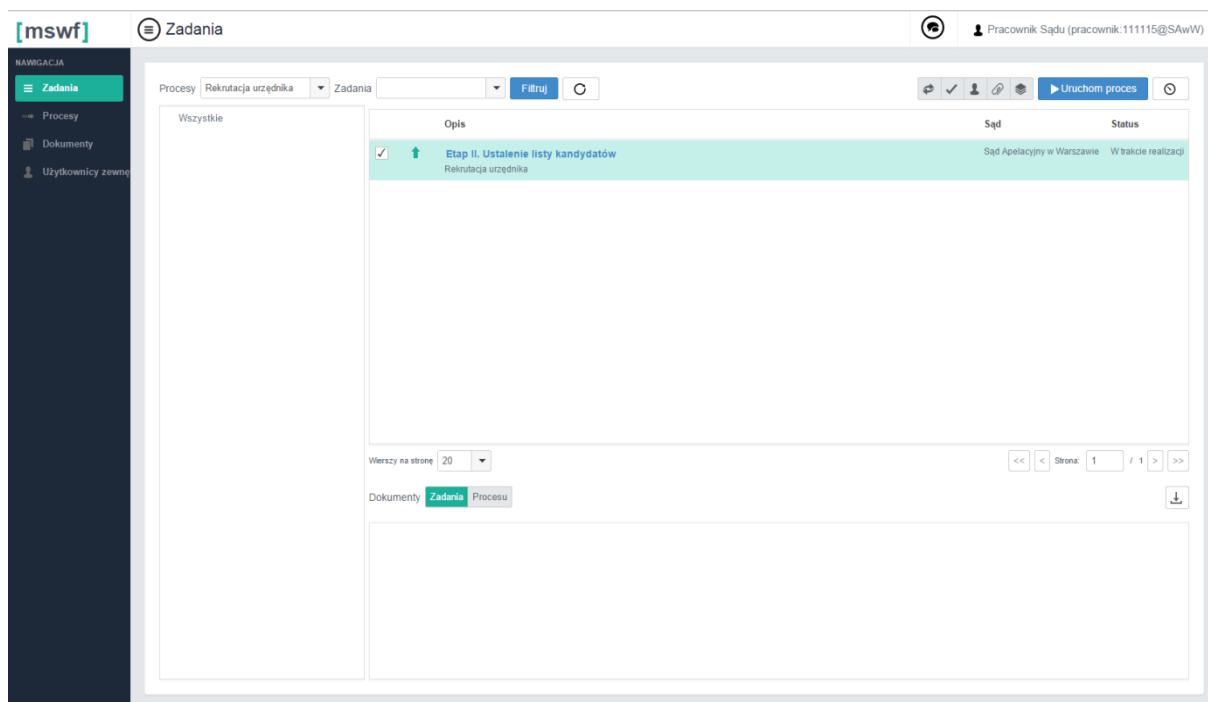 [mswf]
Zadania
Pracownik Sądu (pracownik:111115@SAwW)
NAWIGACJA
Zadania
Procesy
Dokumenty
Użytkownicy zewnę
Procesy Rekrutacja urzędnika Zadania Filtruj Uruchom proces
Wszystkie
Opis Sąd Status
Etap II. Ustalenie listy kandydatów Sąd Apelacyjny w Warszawie W trakcie realizacji
Rekrutacja urzędnika
Wierszy na stronę 20 << < Strona: 1 / 1 > >>
Dokumenty Zadania Procesu